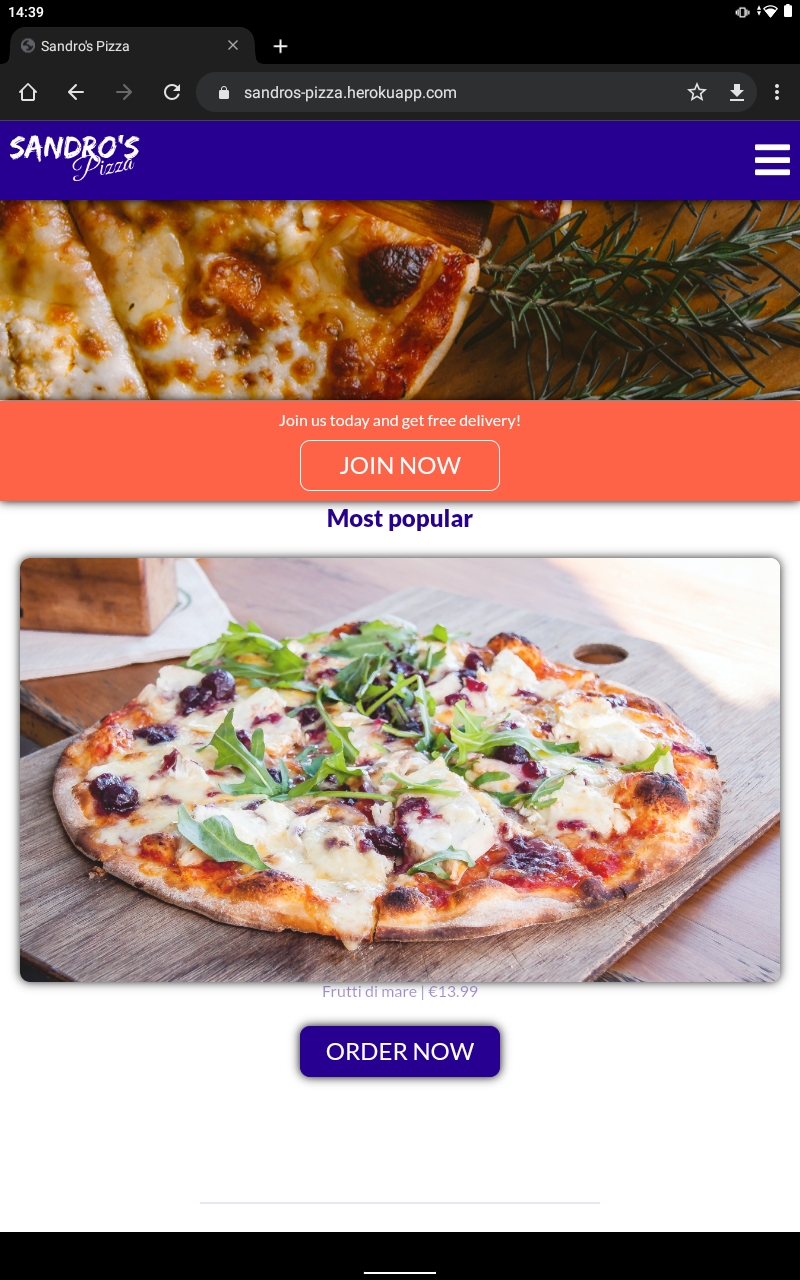 14:39
Sandro's Pizza
sandros-pizza.herokuapp.com
SANDRO'S
Pizza
Join us today and get free delivery!
JOIN NOW
Most popular
Frutti di mare | €13.99
ORDER NOW